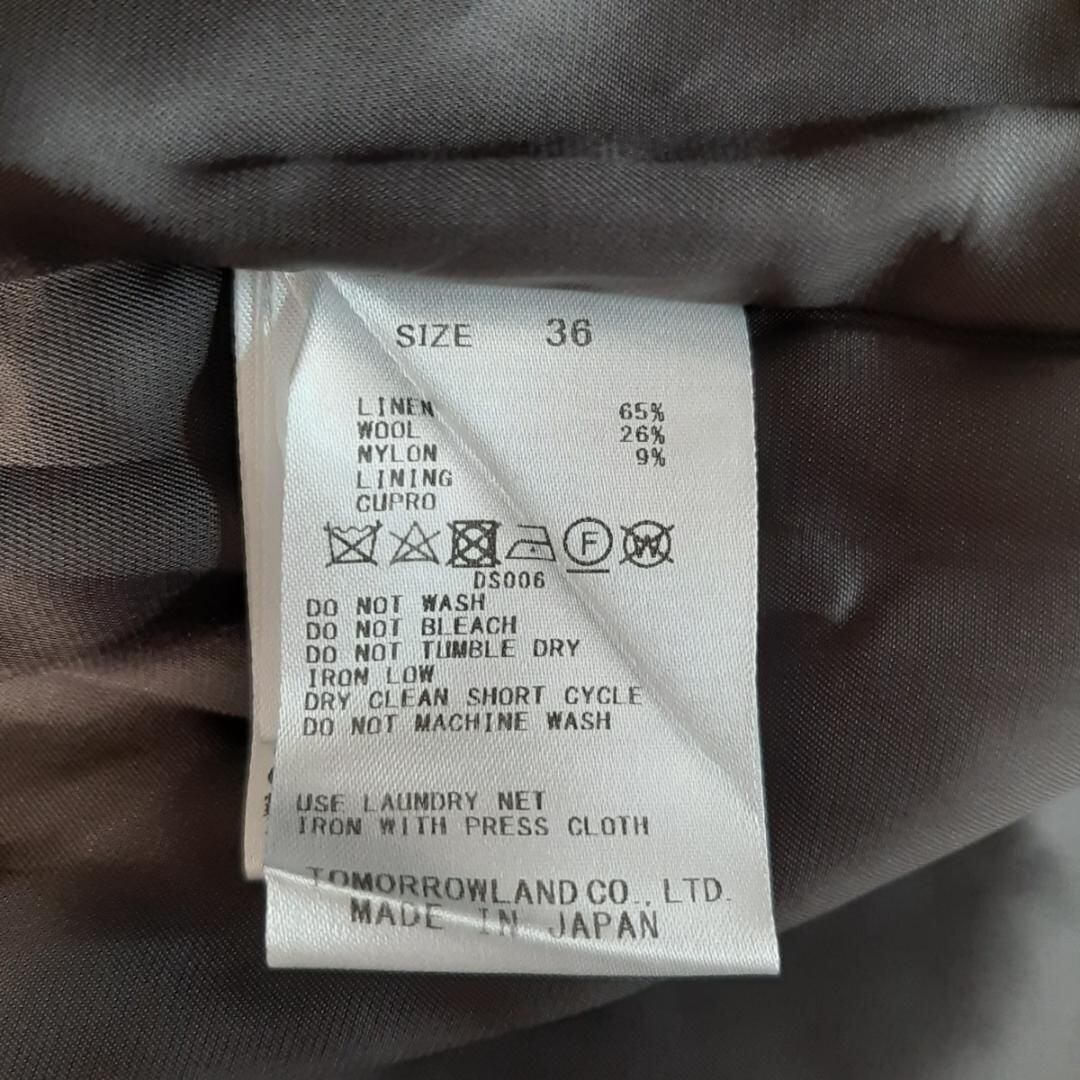 SIZE 36
LINEN 65%
WOOL 26%
NYLON 9%
LINING
CUPRO
F W
DS006
DO NOT WASH
DO NOT BLEACH
DO NOT TUMBLE DRY
IRON LOW
DRY CLEAN SHORT CYCLE
DO NOT MACHINE WASH
USE LAUNDRY NET
IRON WITH PRESS CLOTH
TOMORROWLAND CO., LTD.
MADE IN JAPAN